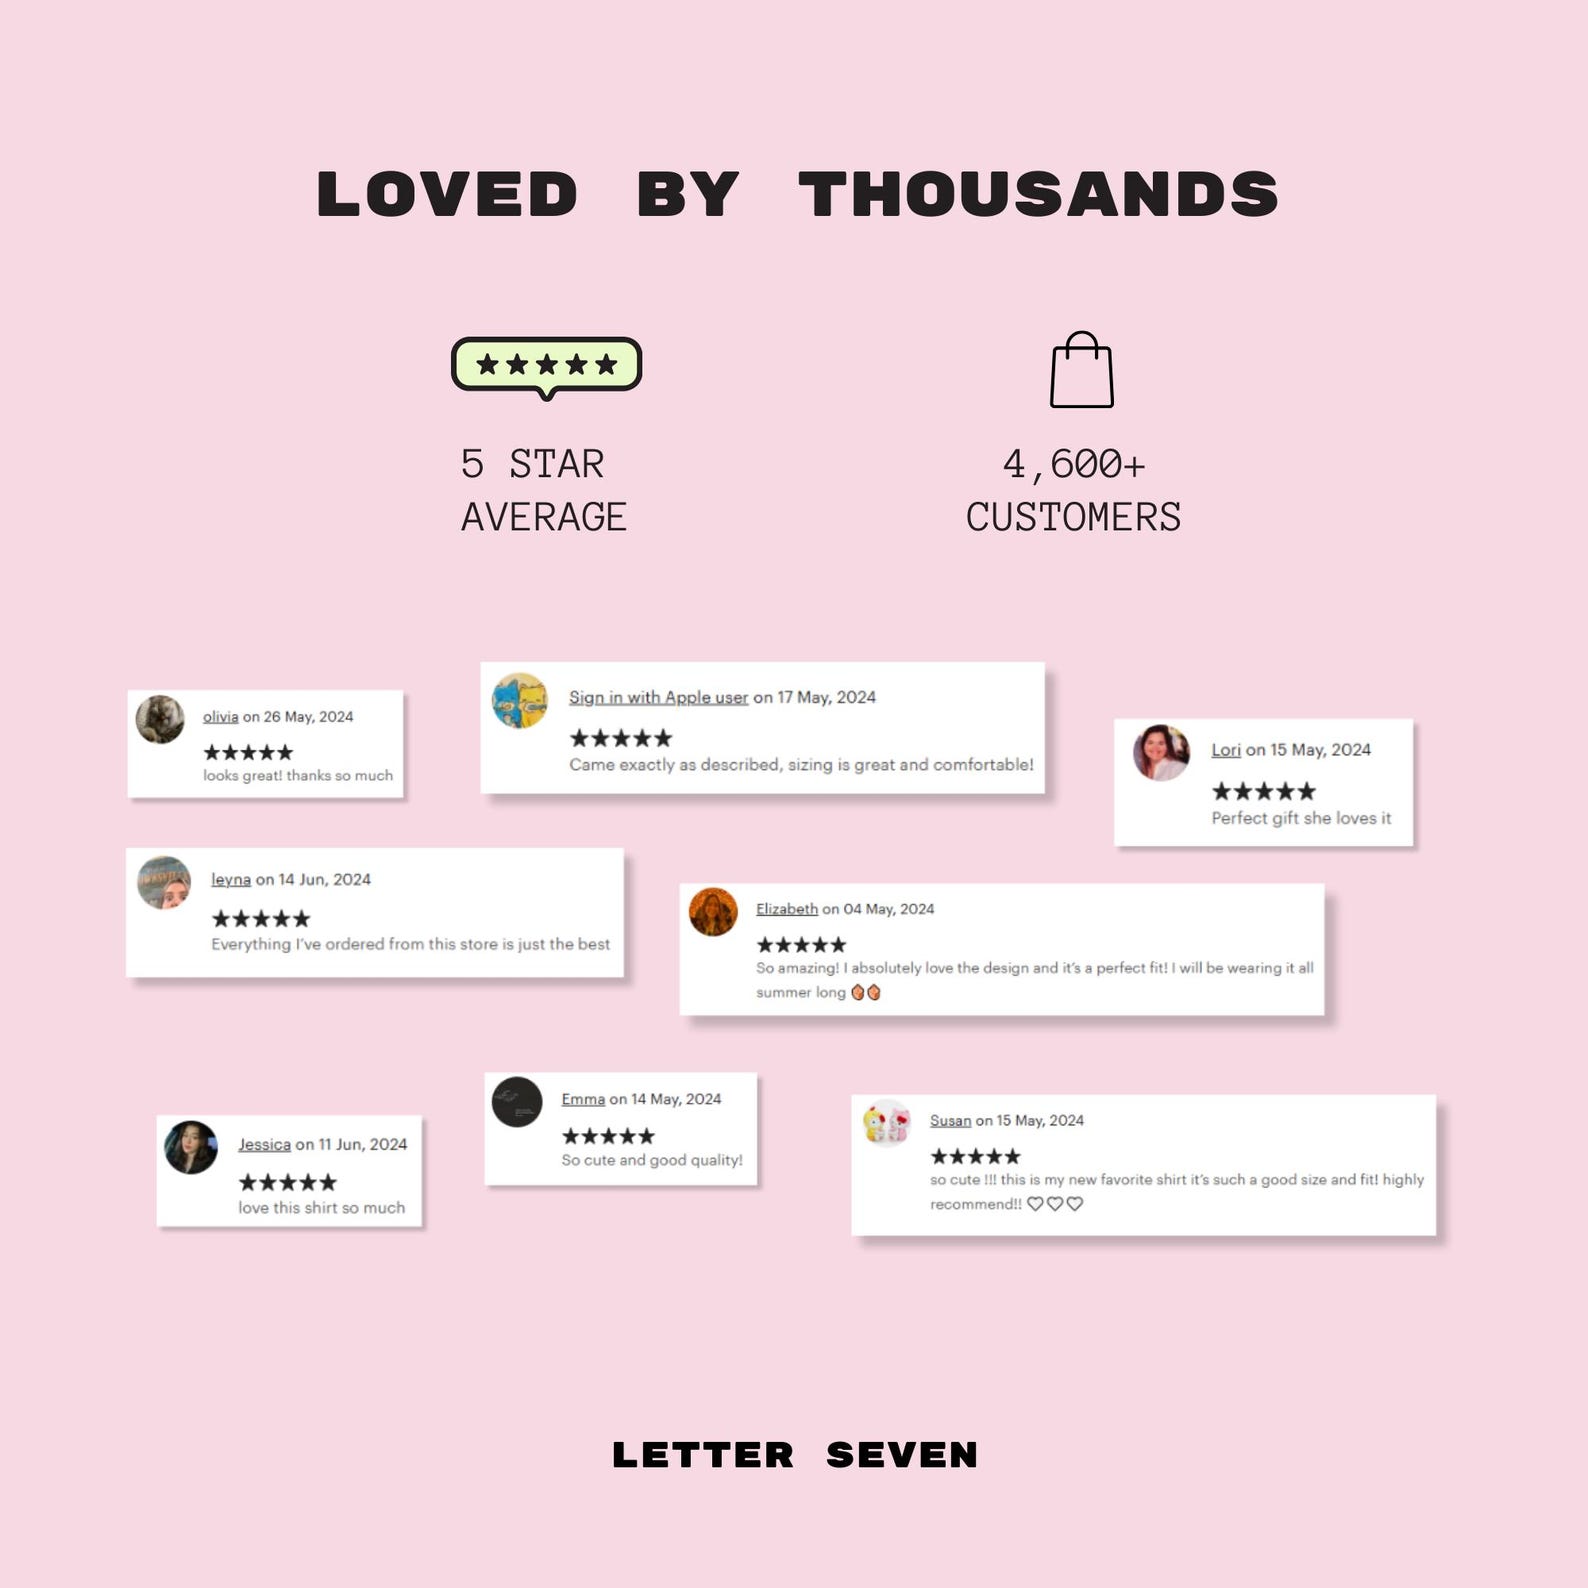 LOVED BY THOUSANDS
5 STAR
AVERAGE
4,600+
CUSTOMERS
olivia on 26 May, 2024
★★★★★
looks great! thanks so much
Sign in with Apple user on 17 May, 2024
★★★★★
Came exactly as described, sizing is great and comfortable!
Lori on 15 May, 2024
★★★★★
Perfect gift she loves it
leyna on 14 Jun, 2024
★★★★★
Everything I've ordered from this store is just the best
Elizabeth on 04 May, 2024
★★★★★
So amazing! I absolutely love the design and it's a perfect fit! I will be wearing it all
summer long
Jessica on 11 Jun, 2024
★★★★★
love this shirt so much
Emma on 14 May, 2024
★★★★★
So cute and good quality!
Susan on 15 May, 2024
★★★★★
so cute !!! this is my new favorite shirt it's such a good size and fit! highly
recommend!! ♡♡♡
LETTER SEVEN